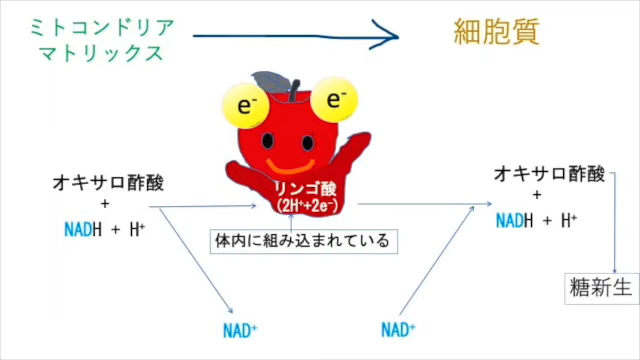 ミトコンドリア
マトリックス
細胞質
e⁻
e⁻
リンゴ酸
(2H⁺+2e⁻)
オキサロ酢酸
+
NADH + H⁺
体内に組み込まれている
オキサロ酢酸
+
NADH + H⁺
糖新生
NAD⁺
NAD⁺